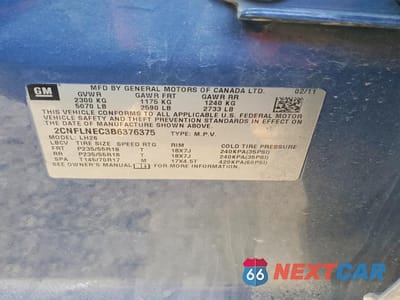 GM
MFD BY GENERAL MOTORS OF CANADA LTD.
02/11
GVWR GAWR FRT GAWR RR
2300 KG 1175 KG 1240 KG
5070 LB 2590 LB 2733 LB
THIS VEHICLE CONFORMS TO ALL APPLICABLE U.S. FEDERAL
MOTOR VEHICLE SAFETY, BUMPER, AND THEFT PREVENTION STANDARDS IN EFFECT
ON THE DATE OF MANUFACTURE SHOWN ABOVE.
2CNFLNEC3B6376375 TYPE: M.P.V.
MODEL: LH26
LBCV TIRE SIZE SPEED RTG RIM COLD TIRE PRESSURE
FRT P235/55R18 T 18X7J 240KPA(35PSI)
RR P235/55R18 T 18X7J 240KPA(35PSI)
SPA T145/70R17 M 17X4.5T 420KPA(60PSI)
SEE OWNER'S MANUAL FOR MORE INFORMATION.
66 NEXTCAR